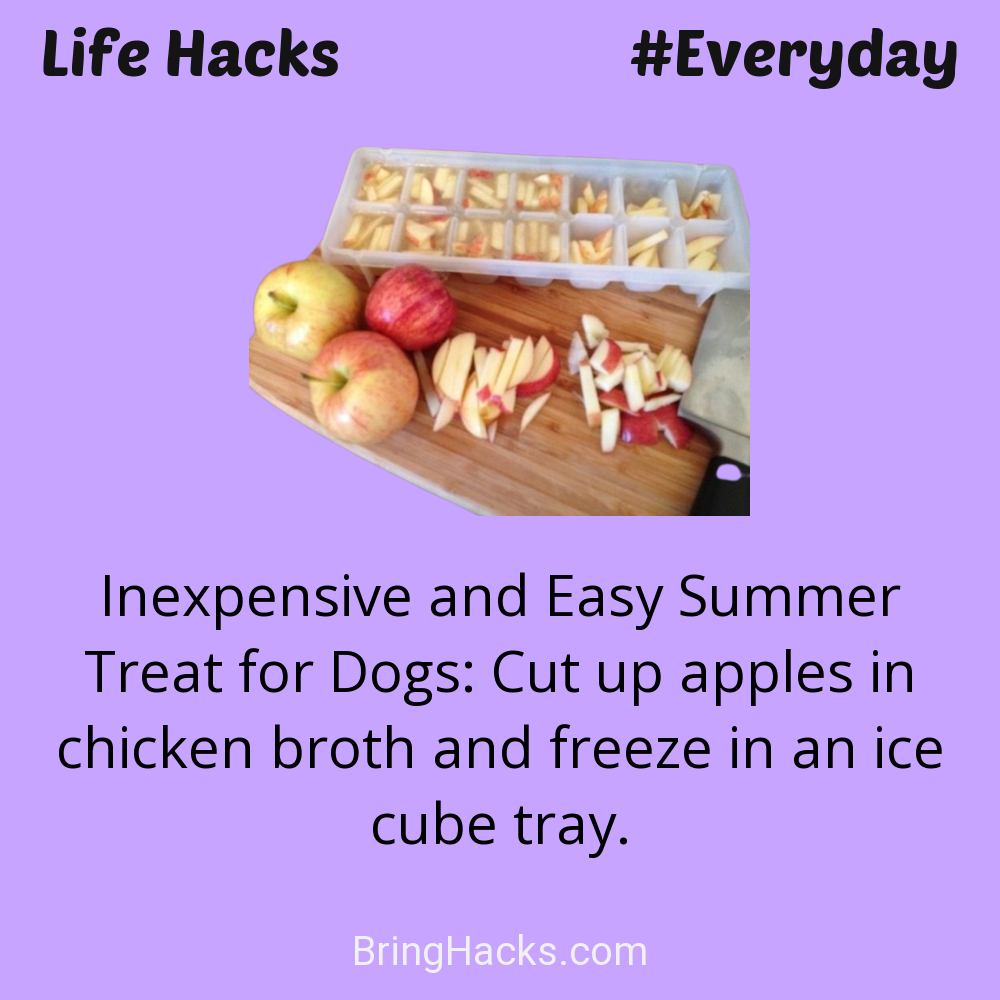 Life Hacks #Everyday
Inexpensive and Easy Summer
Treat for Dogs: Cut up apples in
chicken broth and freeze in an ice
cube tray.
BringHacks.com